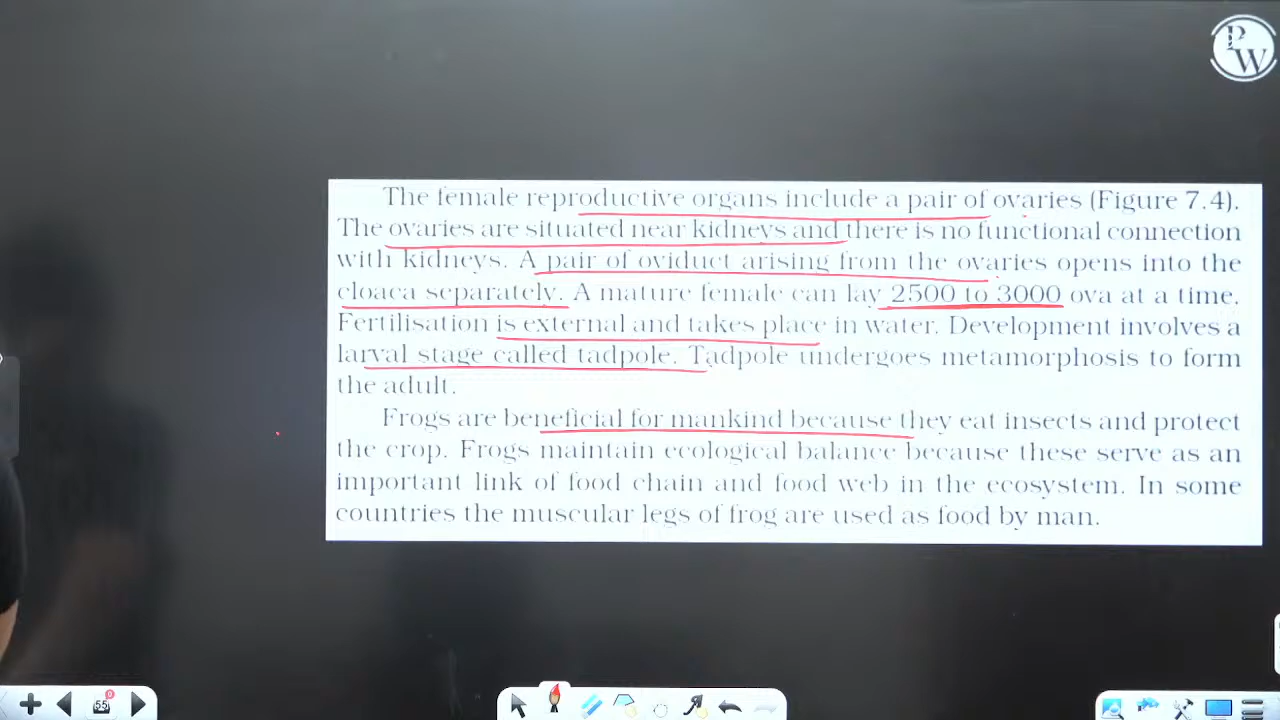 PW
The female reproductive organs include a pair of ovaries (Figure 7.4).
The ovaries are situated near kidneys and there is no functional connection
with kidneys. A pair of oviduct arising from the ovaries opens into the
cloaca separately. A mature female can lay 2500 to 3000 ova at a time.
Fertilisation is external and takes place in water. Development involves a
larval stage called tadpole. Tadpole undergoes metamorphosis to form
the adult.
Frogs are beneficial for mankind because they eat insects and protect
the crop. Frogs maintain ecological balance because these serve as an
important link of food chain and food web in the ecosystem. In some
countries the muscular legs of frog are used as food by man.
55
0